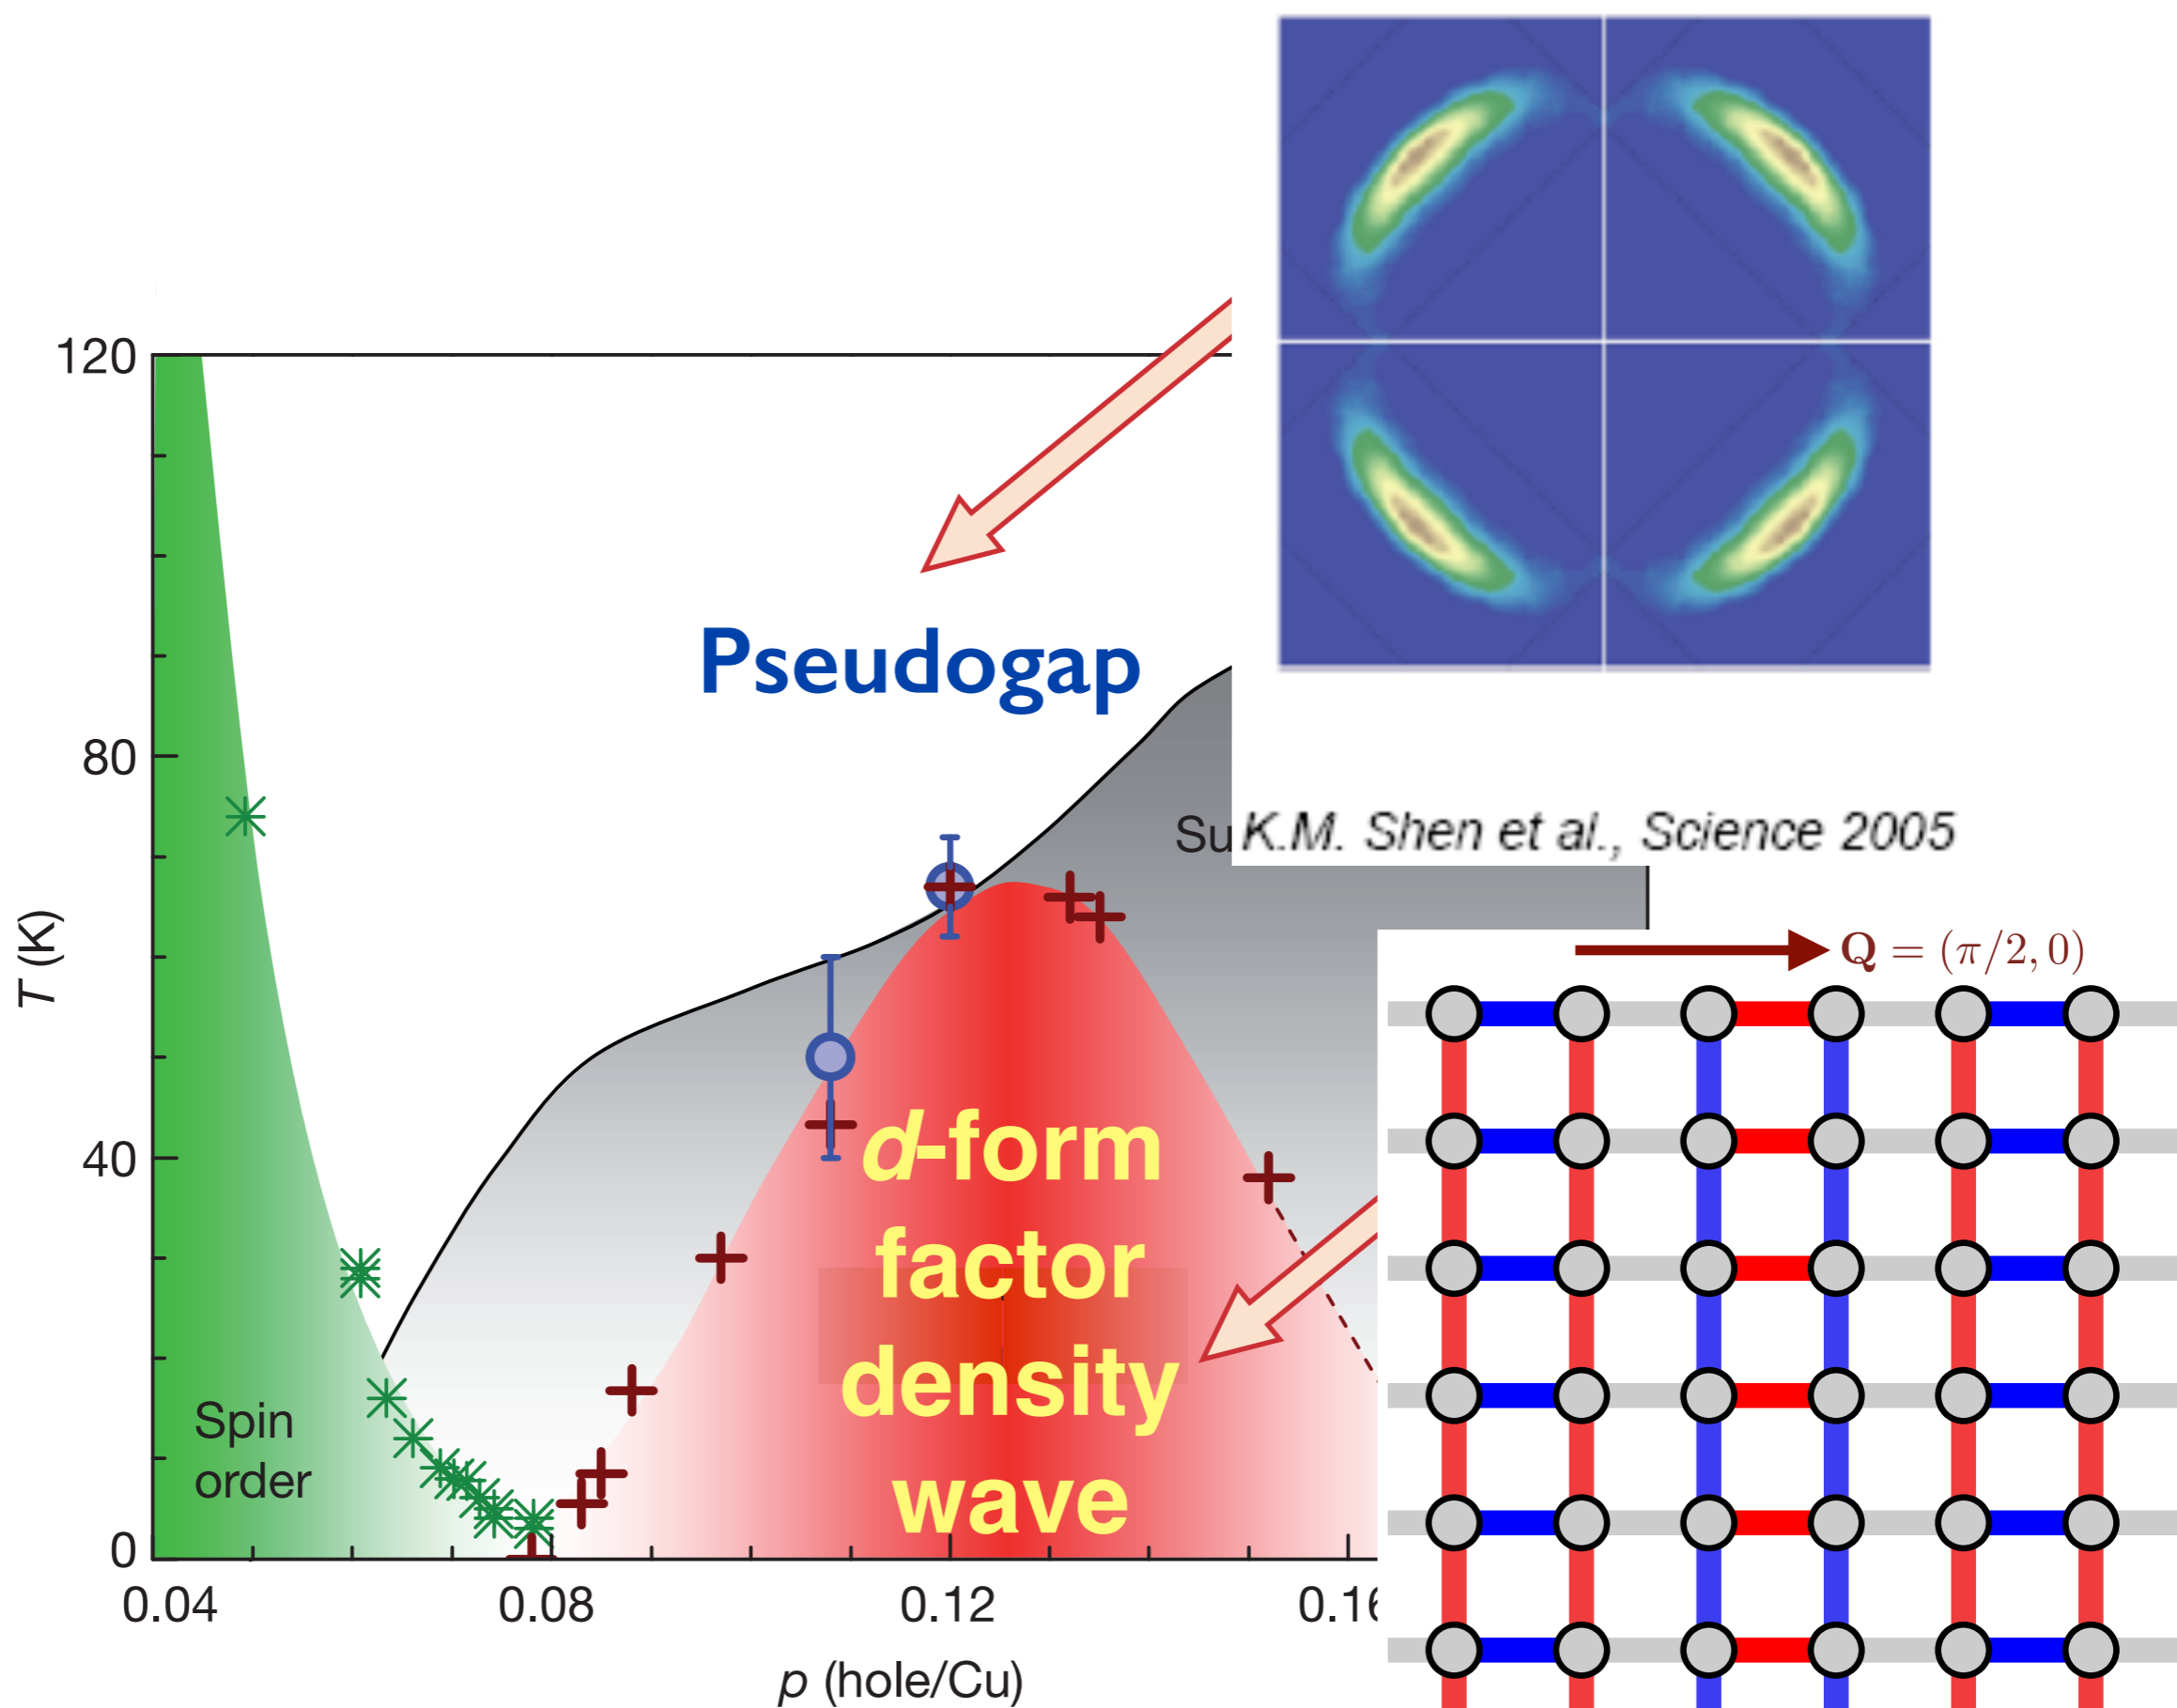 120
80
40
0
T (K)
0.04
0.08
0.12
0.16
p (hole/Cu)
Pseudogap
Su
K.M. Shen et al., Science 2005
Spin
order
d-form
factor
density
wave
Q = (π/2, 0)